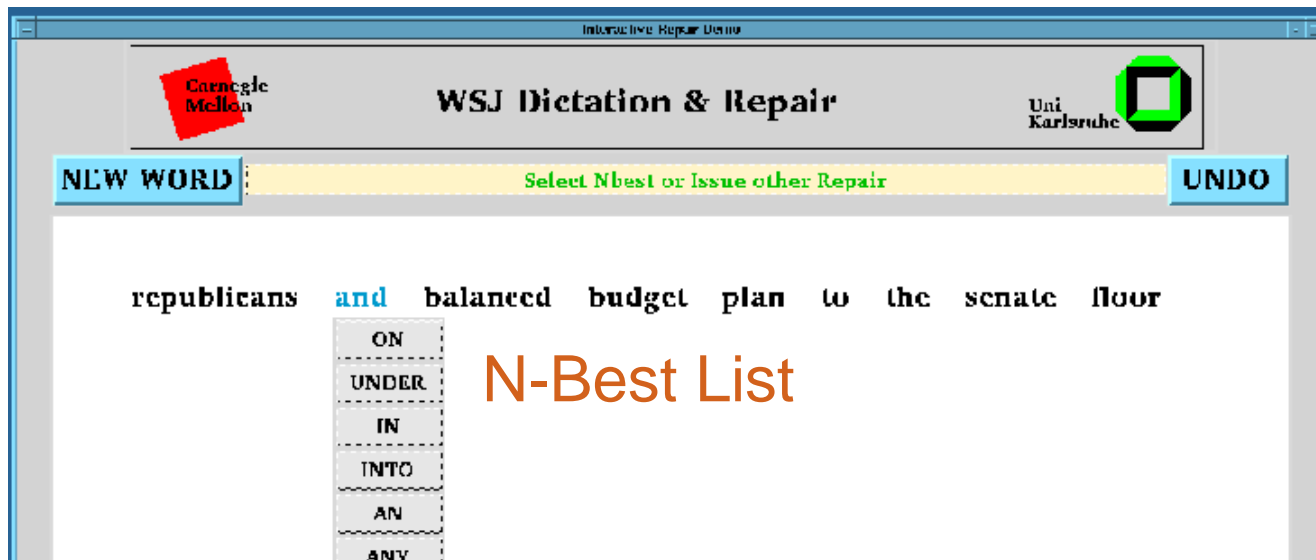 Interactive Repair Demo
Carnegie
Mellon
WSJ Dictation & Repair
Uni
Karlsruhe
NEW WORD
Select Nbest or Issue other Repair
UNDO
republicans and balanced budget plan to the senate floor
ON
UNDER
N-Best List
IN
INTO
AN
ANY